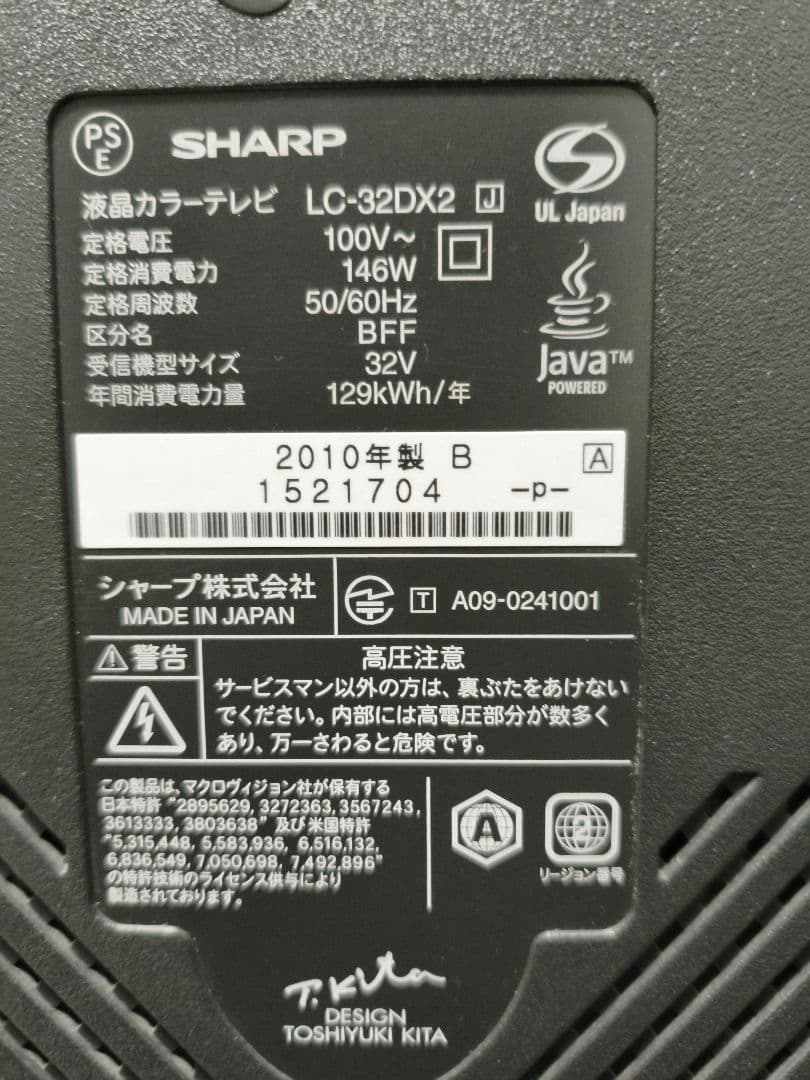 PS
E
SHARP
UL Japan
液晶カラーテレビ LC-32DX2 J
定格電圧 100V~
定格消費電力 146W
定格周波数 50/60Hz
区分名 BFF
受信機型サイズ 32V
年間消費電力量 129kWh/年
Java™
POWERED
2010年製 B A
1521704 -p-
シャープ株式会社
MADE IN JAPAN
T A09-0241001
警告
高圧注意
サービスマン以外の方は、裏ぶたをあけない
でください。内部には高電圧部分が数多く
あり、万一さわると危険です。
この製品は、マクロヴィジョン社が保有する
日本特許 "2895629, 3272363, 3567243,
3613333, 3803638" 及び米国特許
"5,315,448, 5,583,936, 6,516,132,
6,836,549, 7,050,698, 7,492,896"
の特許技術のライセンス供与により
製造されております。
A
2
リージョン番号
T. Kita
DESIGN
TOSHIYUKI KITA